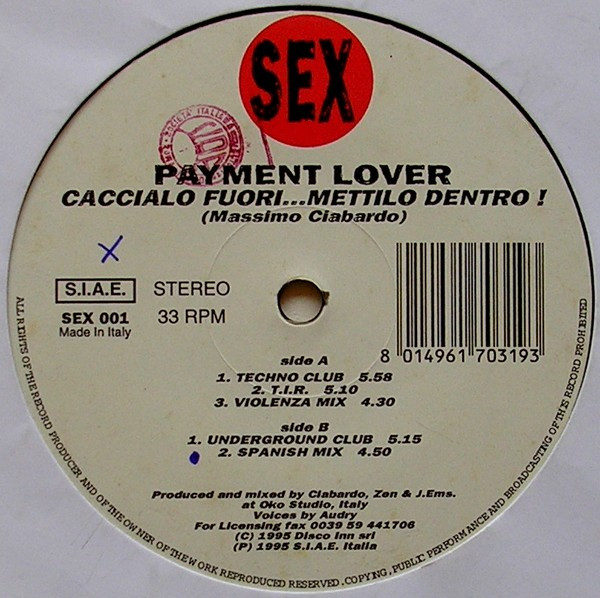 SEX
PAYMENT LOVER
CACCIALO FUORI...METTILO DENTRO !
(Massimo Ciabardo)
S.I.A.E.
STEREO
SEX 001
33 RPM
Made in Italy
8 014961 703193
side A
1. TECHNO CLUB 5.58
2. T.I.R. 5.10
3. VIOLENZA MIX 4.30
side B
1. UNDERGROUND CLUB 5.15
2. SPANISH MIX 4.50
Produced and mixed by Ciabardo, Zen & J.Ems.
at Oko Studio, Italy
Voices by Audry
For Licensing fax 0039 59 441706
(C) 1995 Disco Inn srl
(P) 1995 S.I.A.E. Italia
ALL RIGHTS OF THE RECORD PRODUCER AND OF THE OWNER OF THE WORK REPRODUCED RESERVED. COPYING, PUBLIC PERFORMANCE AND BROADCASTING OF THIS RECORD PROHIBITED